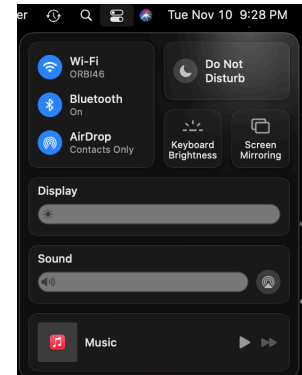 er Tue Nov 10 9:28 PM
Wi-Fi
ORBI46
Bluetooth
On
AirDrop
Contacts Only
Do Not
Disturb
Keyboard
Brightness
Screen
Mirroring
Display
Sound
Music